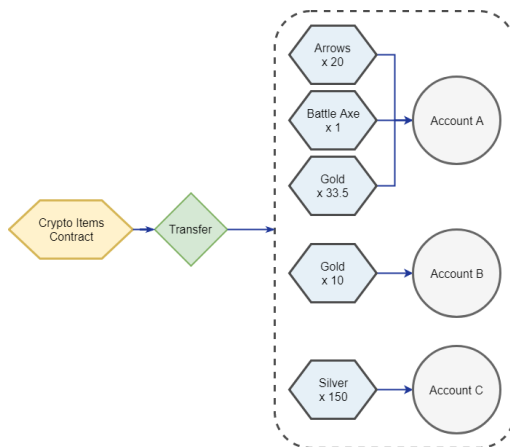 Crypto Items
Contract
Transfer
Arrows
x 20
Battle Axe
x 1
Gold
x 33.5
Account A
Gold
x 10
Account B
Silver
x 150
Account C